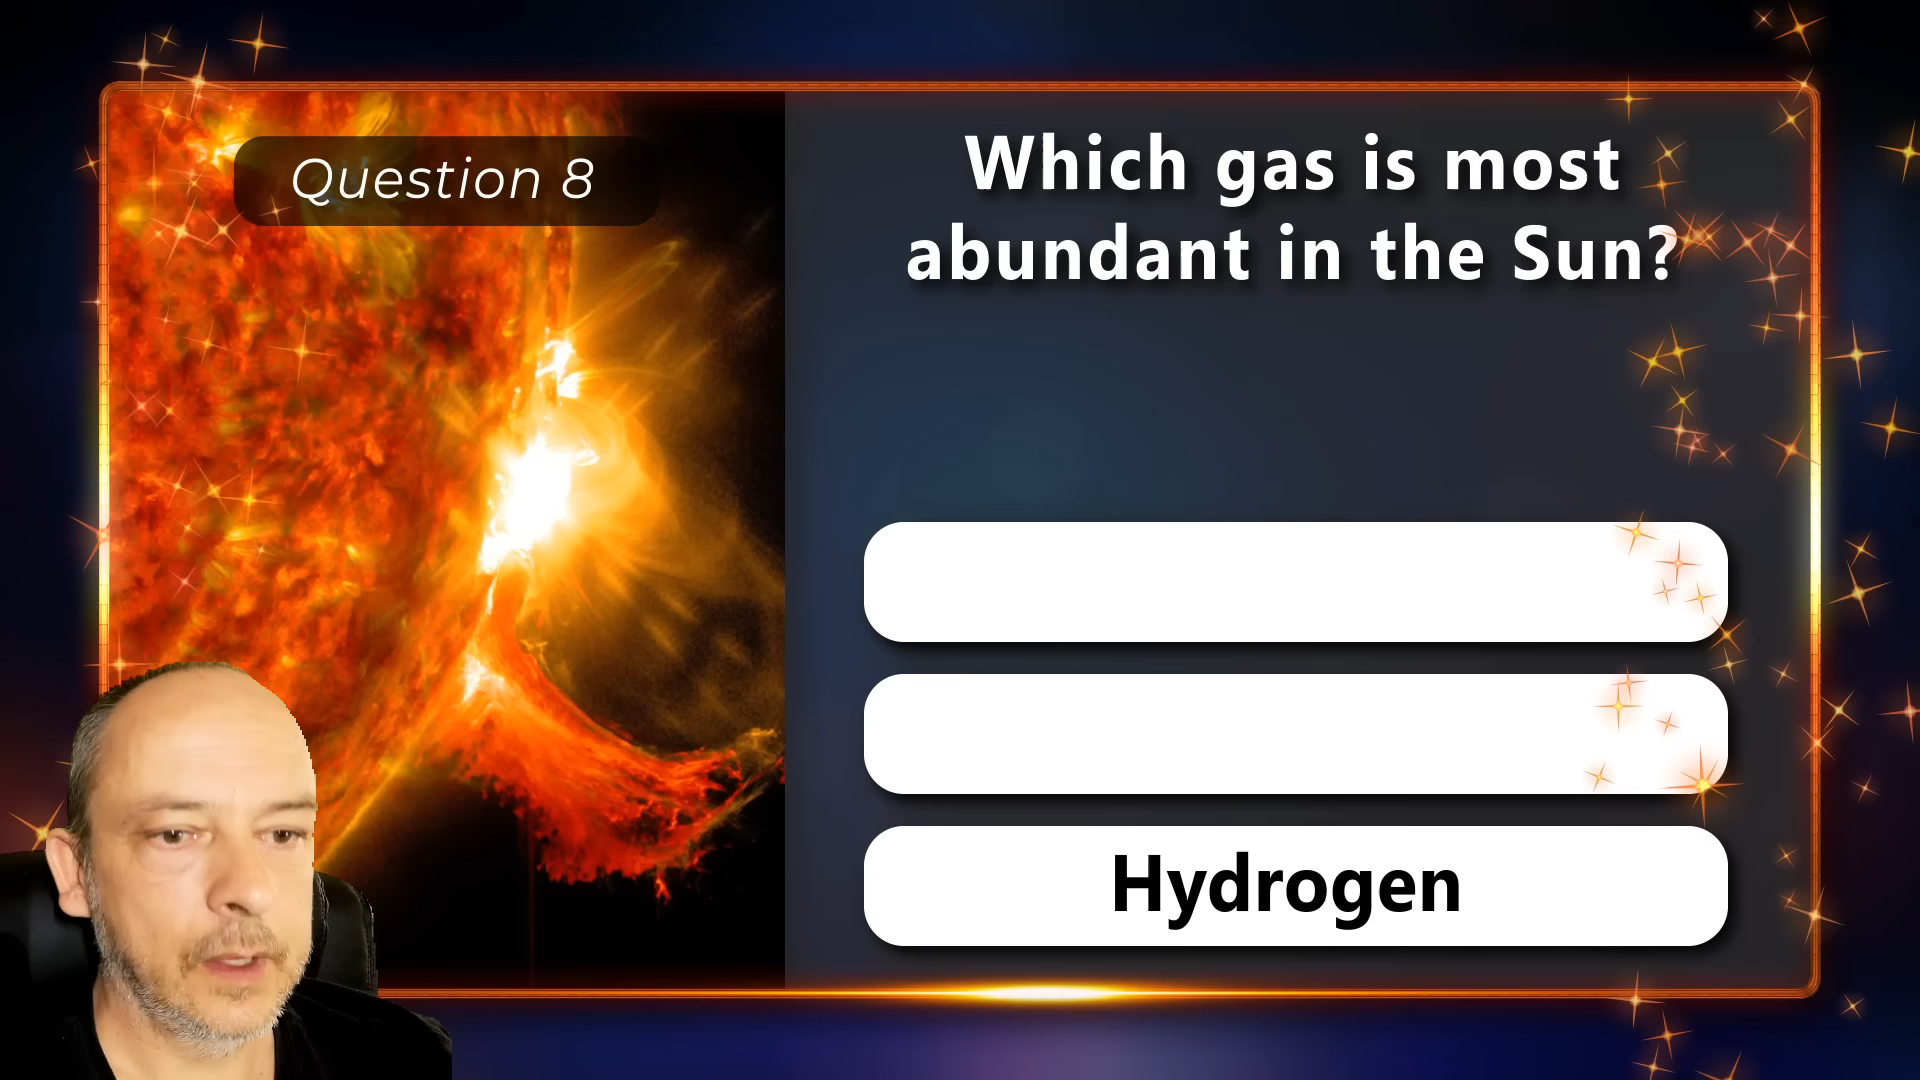 Question 8
Which gas is most
abundant in the Sun?
Hydrogen